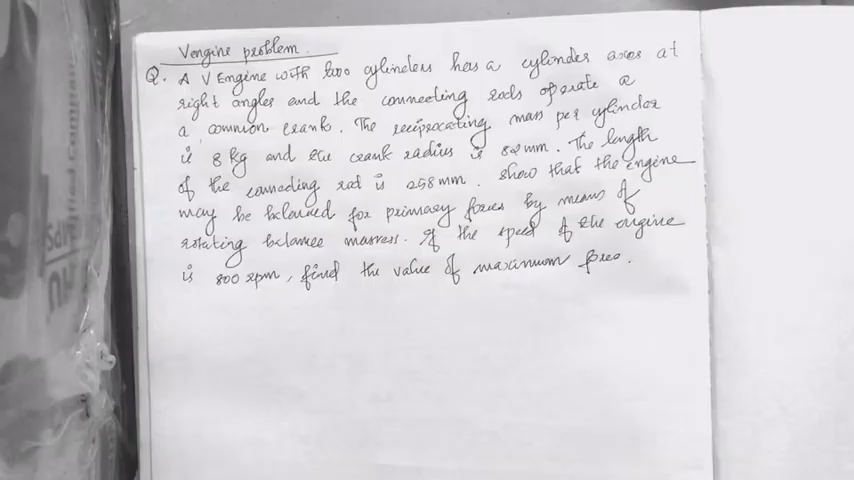 Vengine problem.
Q. A V Engine with two cylinders has a cylinder axes at
right angles and the connecting rods operate a
a common crank. The reciprocating mass per cylinder
is 8 kg and the crank radius is 82 mm. The length
of the connecting rod is 258 mm. Show that the engine
may be balanced for primary forces by means of
rotating balance masses. If the speed of the engine
is 800 rpm, find the value of maximum force.